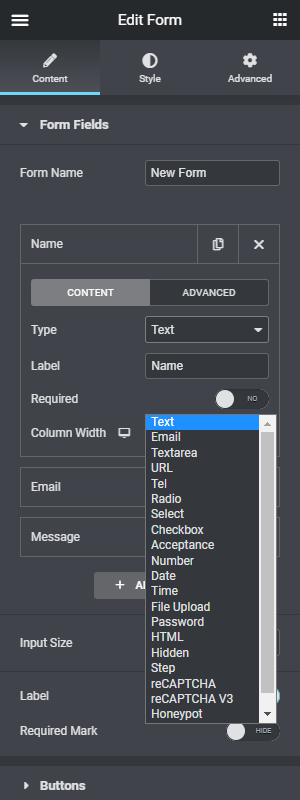 Edit Form
Content Style Advanced
Form Fields
Form Name New Form
Name
CONTENT ADVANCED
Type Text
Label Name
Required NO
Column Width
Text
Email
Textarea
URL
Tel
Radio
Select
Checkbox
Acceptance
Number
Date
Time
File Upload
Password
HTML
Hidden
Step
reCAPTCHA
reCAPTCHA V3
Honeypot
Email
Message
Input Size
Label
Required Mark HIDE
Buttons